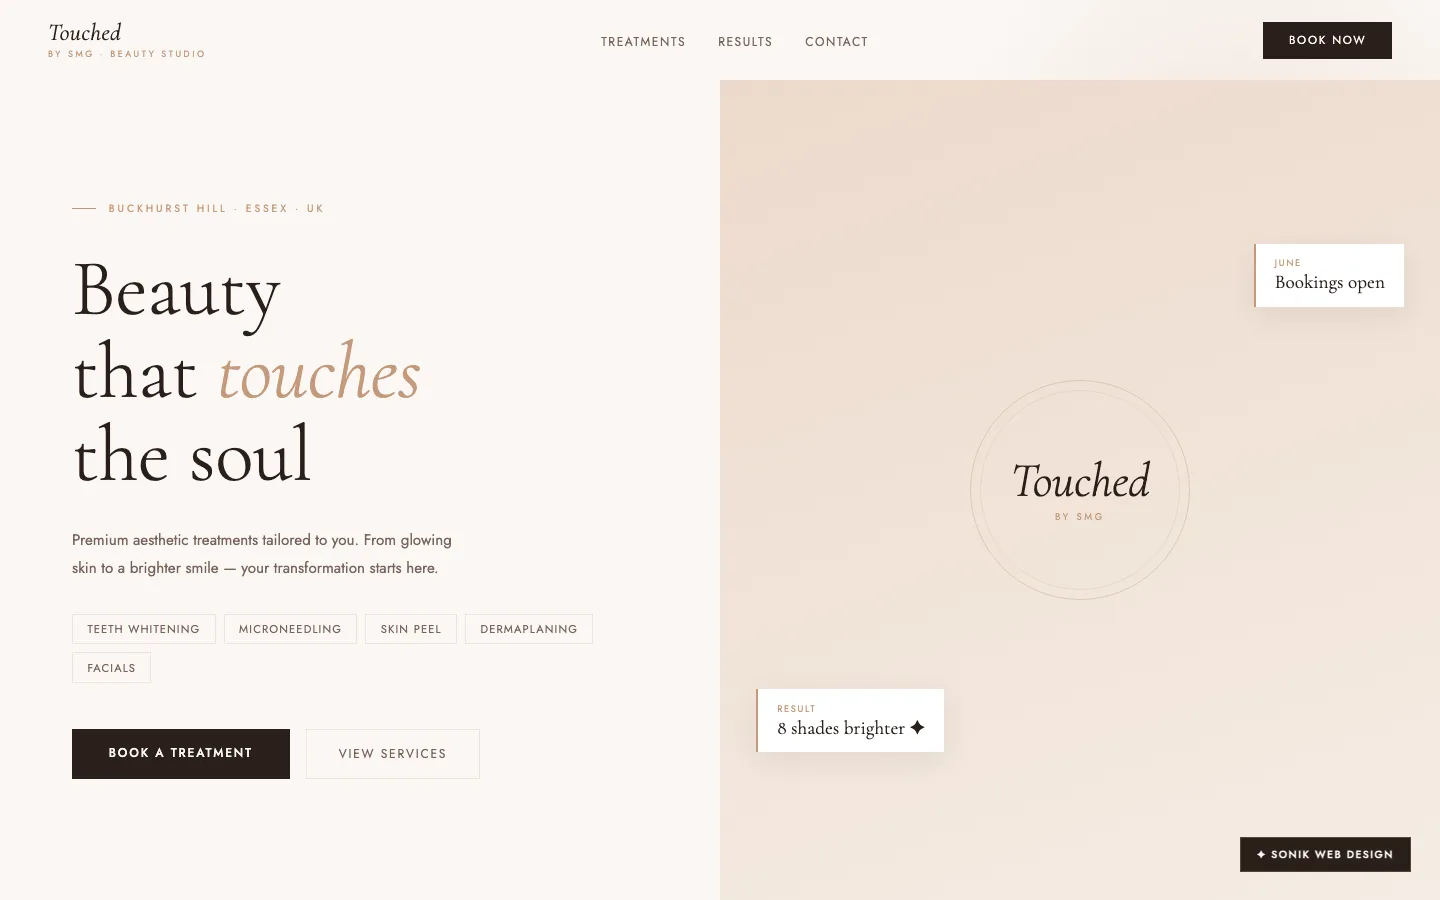 Touched
BY SMG · BEAUTY STUDIO
TREATMENTS
RESULTS
CONTACT
BOOK NOW
BUCKHURST HILL · ESSEX · UK
Beauty
that touches
the soul
Premium aesthetic treatments tailored to you. From glowing
skin to a brighter smile — your transformation starts here.
TEETH WHITENING
MICRONEEDLING
SKIN PEEL
DERMAPLANING
FACIALS
BOOK A TREATMENT
VIEW SERVICES
JUNE
Bookings open
Touched
BY SMG
RESULT
8 shades brighter ✦
✦ SONIK WEB DESIGN